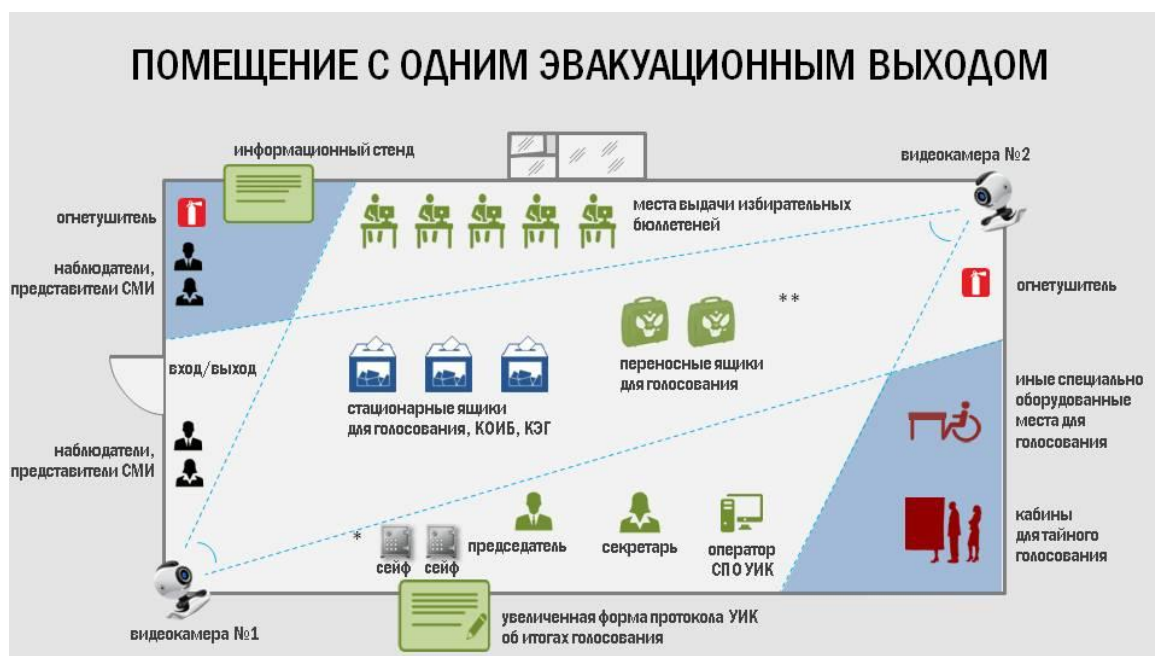 ПОМЕЩЕНИЕ С ОДНИМ ЭВАКУАЦИОННЫМ ВЫХОДОМ
информационный стенд
видеокамера №2
огнетушитель
места выдачи избирательных
бюллетеней
наблюдатели,
представители СМИ
огнетушитель
**
переносные ящики
для голосования
вход/выход
стационарные ящики
для голосования, КОИБ, КЭГ
иные специально
оборудованные
места для
голосования
наблюдатели,
представители СМИ
кабины
для тайного
голосования
*
сейф
сейф
председатель
секретарь
оператор
СПО УИК
увеличенная форма протокола УИК
об итогах голосования
видеокамера №1